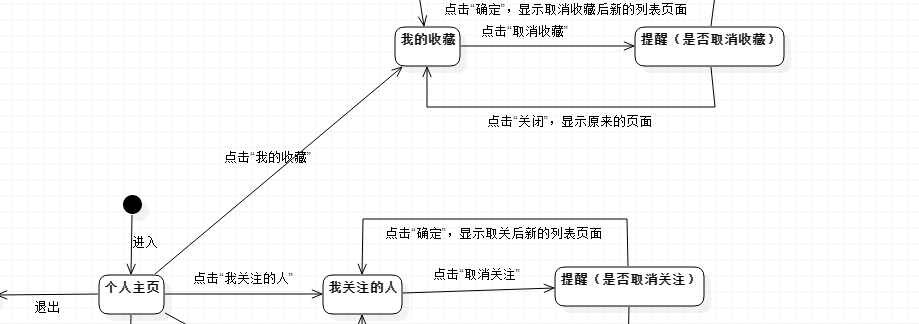 点击“确定”，显示取消收藏后新的列表页面
点击“取消收藏”
我的收藏
提醒（是否取消收藏）
点击“关闭”，显示原来的页面
点击“我的收藏”
进入
点击“确定”，显示取关后新的列表页面
点击“我关注的人”
点击“取消关注”
提醒（是否取消关注）
个人主页
我关注的人
退出